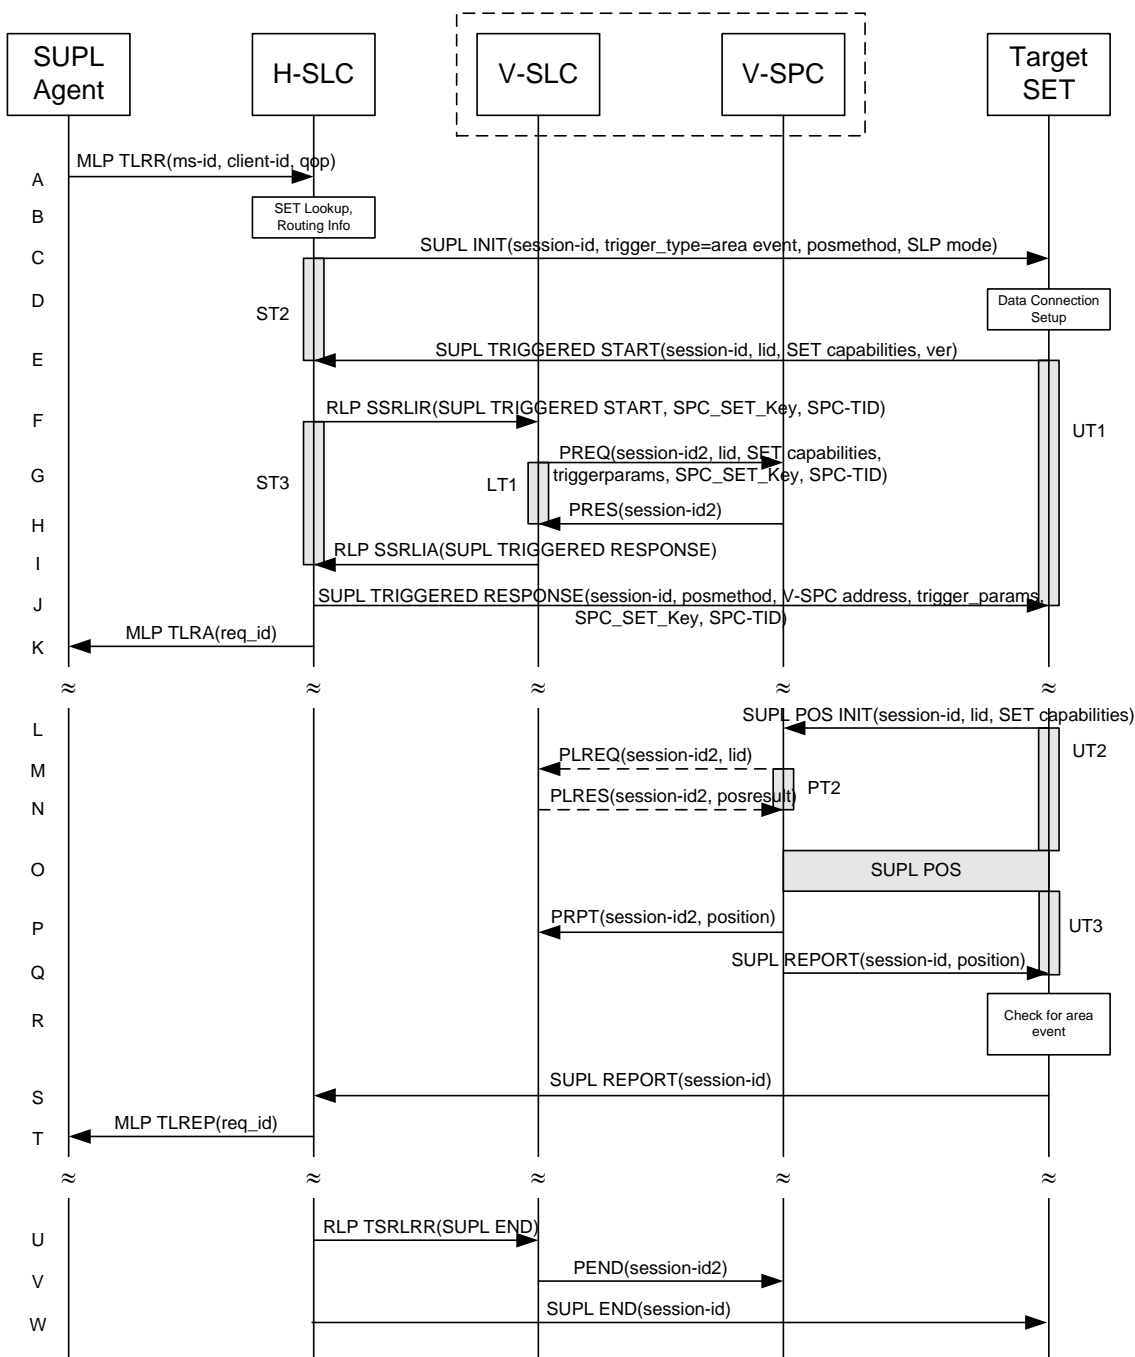 SUPL
Agent
H-SLC
V-SLC
V-SPC
Target
SET
MLP TLRR(ms-id, client-id, qop)
A
SET Lookup,
Routing Info
B
SUPL INIT(session-id, trigger_type=area event, posmethod, SLP mode)
C
D
ST2
Data Connection
Setup
SUPL TRIGGERED START(session-id, lid, SET capabilities, ver)
E
RLP SSRLIR(SUPL TRIGGERED START, SPC_SET_Key, SPC-TID)
F
UT1
PREQ(session-id2, lid, SET capabilities,
triggerparams, SPC_SET_Key, SPC-TID)
G
ST3
LT1
PRES(session-id2)
H
RLP SSRLIA(SUPL TRIGGERED RESPONSE)
I
SUPL TRIGGERED RESPONSE(session-id, posmethod, V-SPC address, trigger_params,
SPC_SET_Key, SPC-TID)
J
MLP TLRA(req_id)
K
≈ ≈ ≈ ≈ ≈
SUPL POS INIT(session-id, lid, SET capabilities)
L
UT2
PLREQ(session-id2, lid)
M
PT2
PLRES(session-id2, posresult)
N
O
SUPL POS
PRPT(session-id2, position)
P
UT3
SUPL REPORT(session-id, position)
Q
Check for area
event
R
SUPL REPORT(session-id)
S
MLP TLREP(req_id)
T
≈ ≈ ≈ ≈ ≈
RLP TSRLRR(SUPL END)
U
PEND(session-id2)
V
SUPL END(session-id)
W